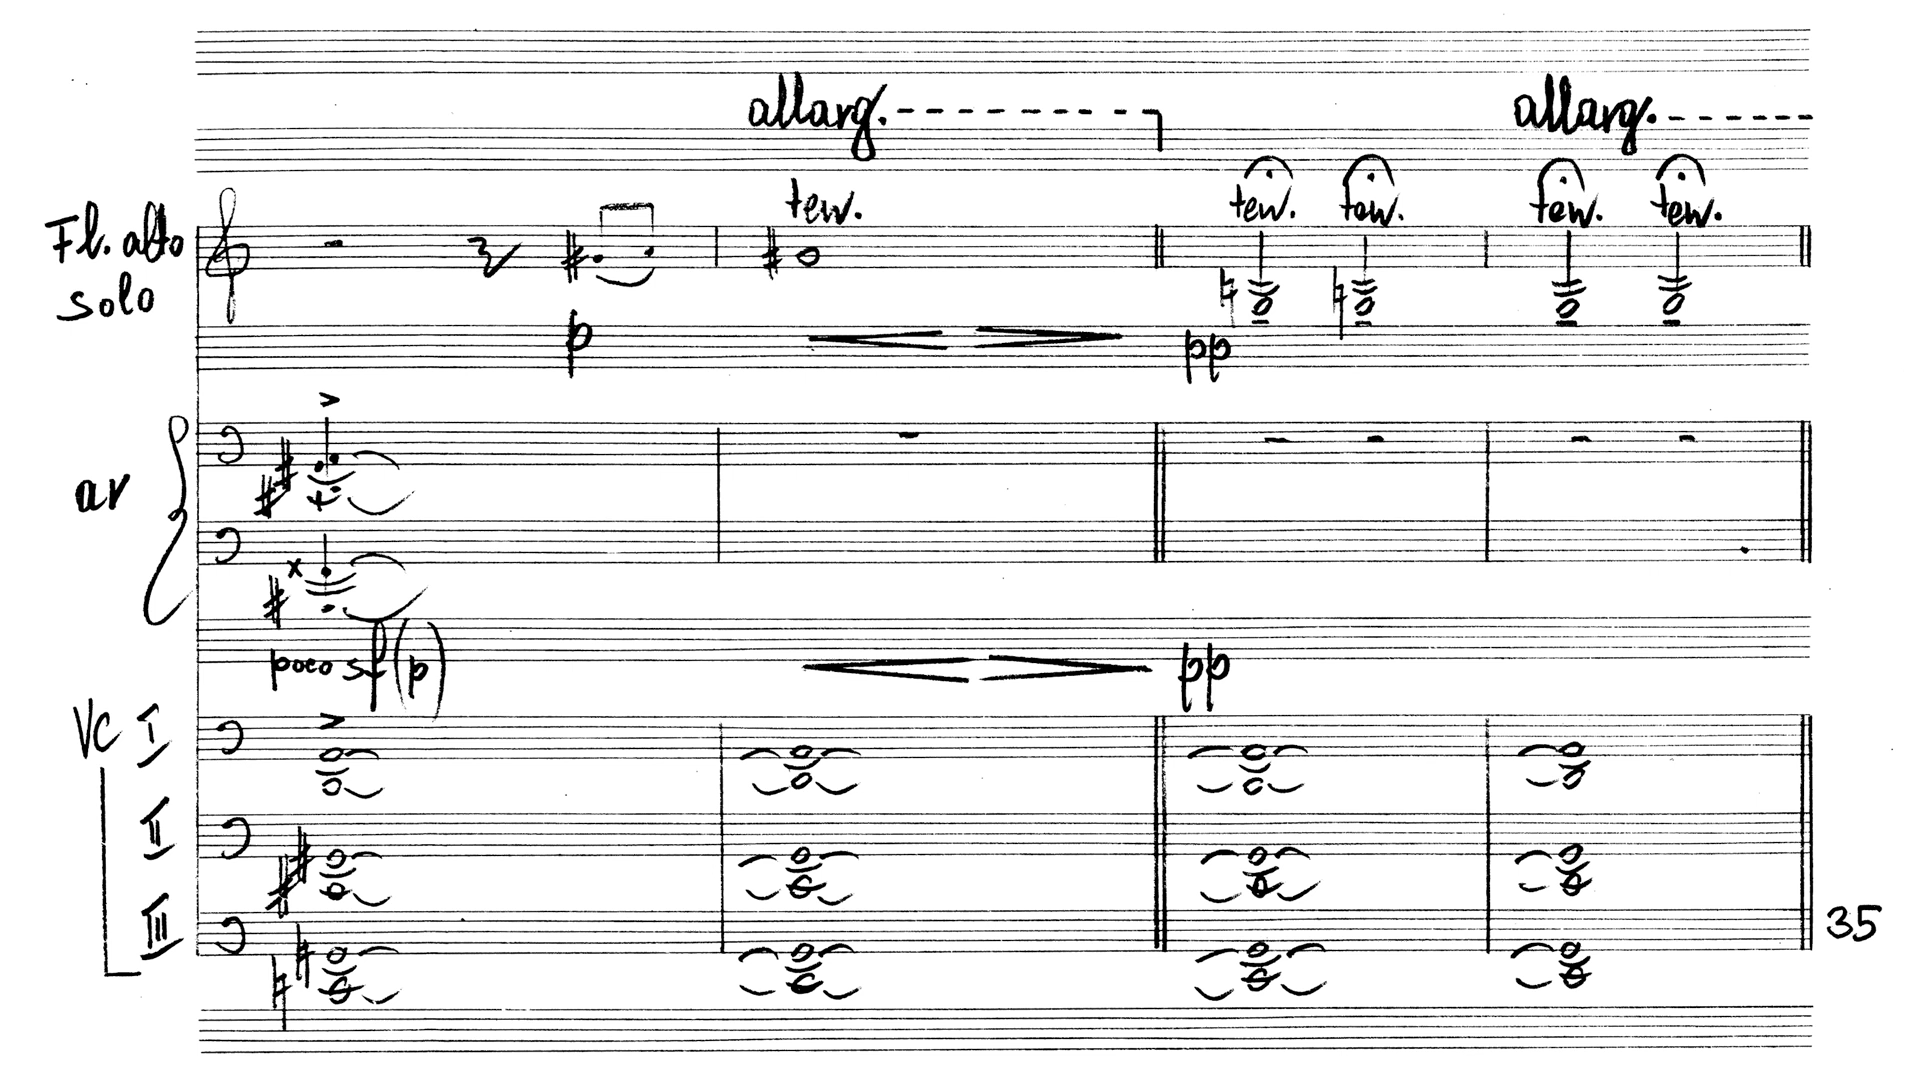 allarg. allarg.
ten. ten. ten. ten. ten.
Fl. alto
solo
p pp
ar
poco sf (p) pp
Vc I
II
III
35